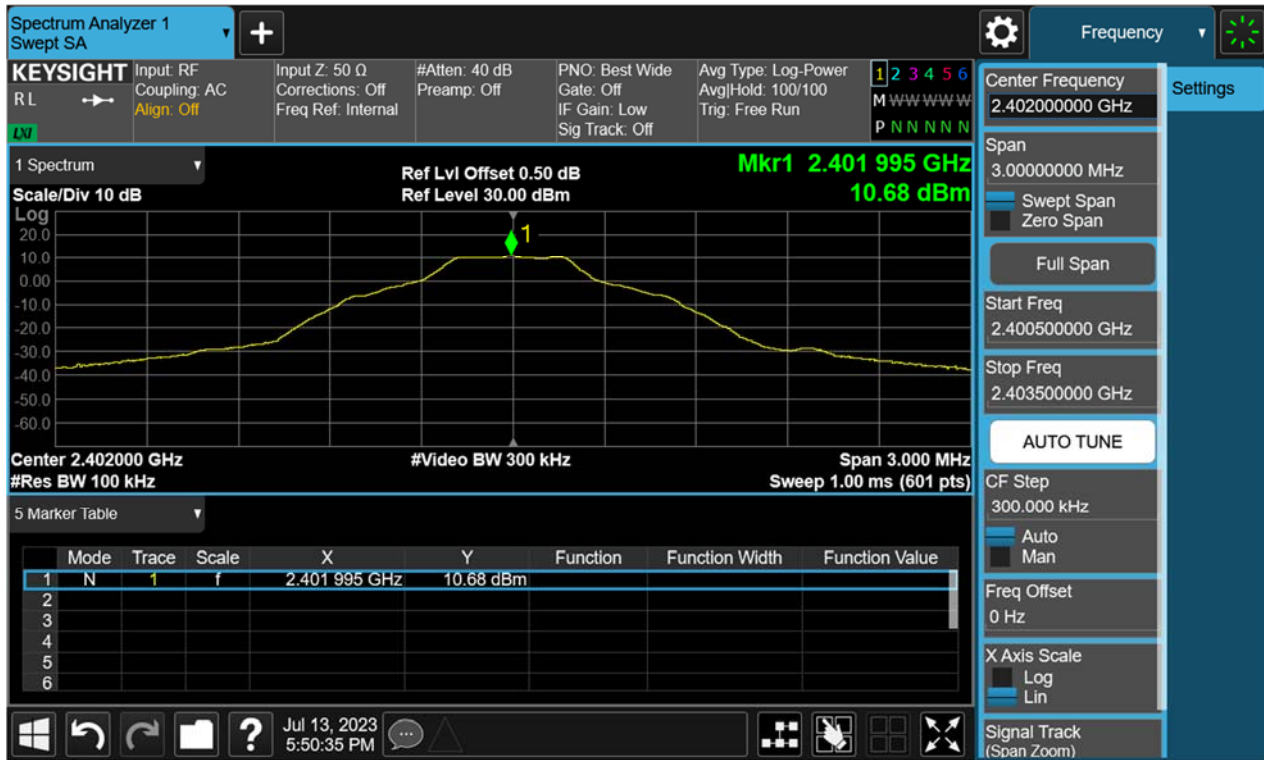 Spectrum Analyzer 1
Swept SA
Frequency
KEYSIGHT
RL
LXI
Input: RF
Coupling: AC
Align: Off
Input Z: 50 Ω
Corrections: Off
Freq Ref: Internal
#Atten: 40 dB
Preamp: Off
PNO: Best Wide
Gate: Off
IF Gain: Low
Sig Track: Off
Avg Type: Log-Power
Avg|Hold: 100/100
Trig: Free Run
1 2 3 4 5 6
M W W W W W
P N N N N N
1 Spectrum
Scale/Div 10 dB
Ref Lvl Offset 0.50 dB
Ref Level 30.00 dBm
Mkr1 2.401 995 GHz
10.68 dBm
Log
20.0
10.0
0.00
-10.0
-20.0
-30.0
-40.0
-50.0
-60.0
1
Center 2.402000 GHz
#Video BW 300 kHz
Span 3.000 MHz
#Res BW 100 kHz
Sweep 1.00 ms (601 pts)
5 Marker Table
Mode Trace Scale X Y Function Function Width Function Value
1 N 1 f 2.401 995 GHz 10.68 dBm
2
3
4
5
6
Jul 13, 2023
5:50:35 PM
Center Frequency
2.402000000 GHz
Settings
Span
3.00000000 MHz
Swept Span
Zero Span
Full Span
Start Freq
2.400500000 GHz
Stop Freq
2.403500000 GHz
AUTO TUNE
CF Step
300.000 kHz
Auto
Man
Freq Offset
0 Hz
X Axis Scale
Log
Lin
Signal Track
(Span Zoom)